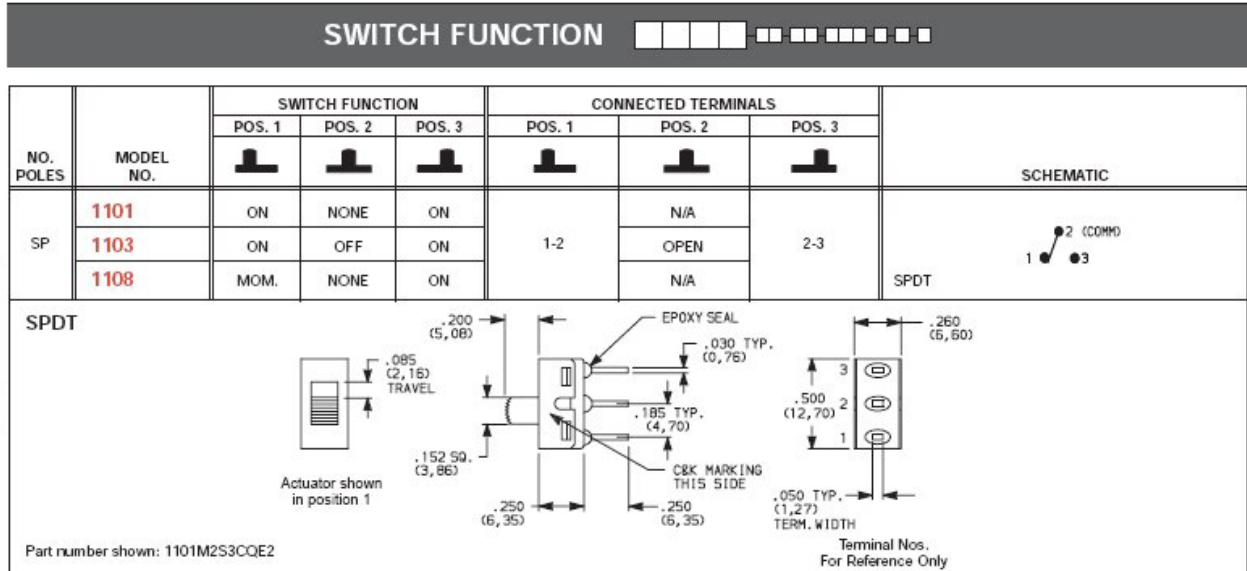 SWITCH FUNCTION
NO. POLES
MODEL NO.
SWITCH FUNCTION
POS. 1 POS. 2 POS. 3
CONNECTED TERMINALS
POS. 1 POS. 2 POS. 3
SCHEMATIC
SP
1101 ON NONE ON N/A
1103 ON OFF ON 1-2 OPEN 2-3
1108 MOM. NONE ON N/A
2 (COMM)
1 3
SPDT
SPDT
.085
(2,16)
TRAVEL
Actuator shown
in position 1
.200
(5,08)
EPOXY SEAL
.030 TYP.
(0,76)
.185 TYP.
(4,70)
.152 SQ.
(3,86)
C&K MARKING
THIS SIDE
.250
(6,35)
.250
(6,35)
.260
(6,60)
.500
(12,70)
3
2
1
.050 TYP.
(1,27)
TERM. WIDTH
Terminal Nos.
For Reference Only
Part number shown: 1101M2S3CQE2